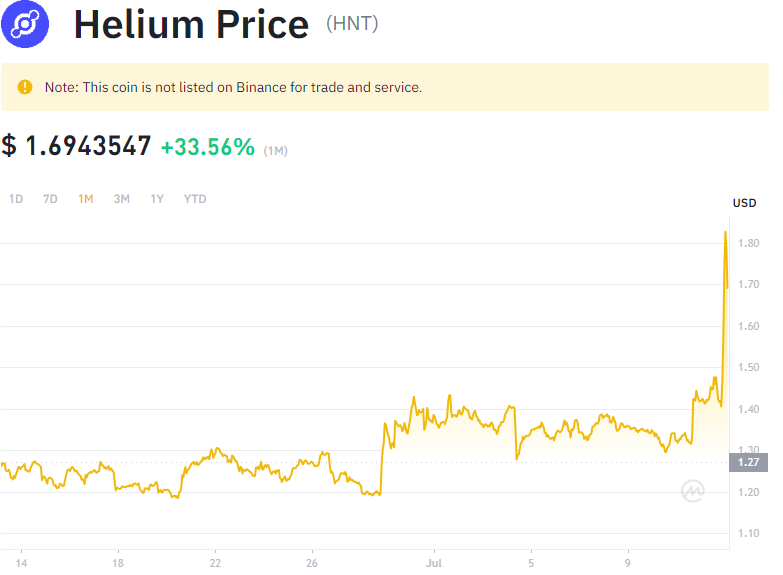 Helium Price (HNT)
Note: This coin is not listed on Binance for trade and service.
$ 1.6943547 +33.56% (1M)
1D 7D 1M 3M 1Y YTD
USD
1.80
1.70
1.60
1.50
1.40
1.30
1.27
1.20
1.10
14 18 22 26 Jul 5 9